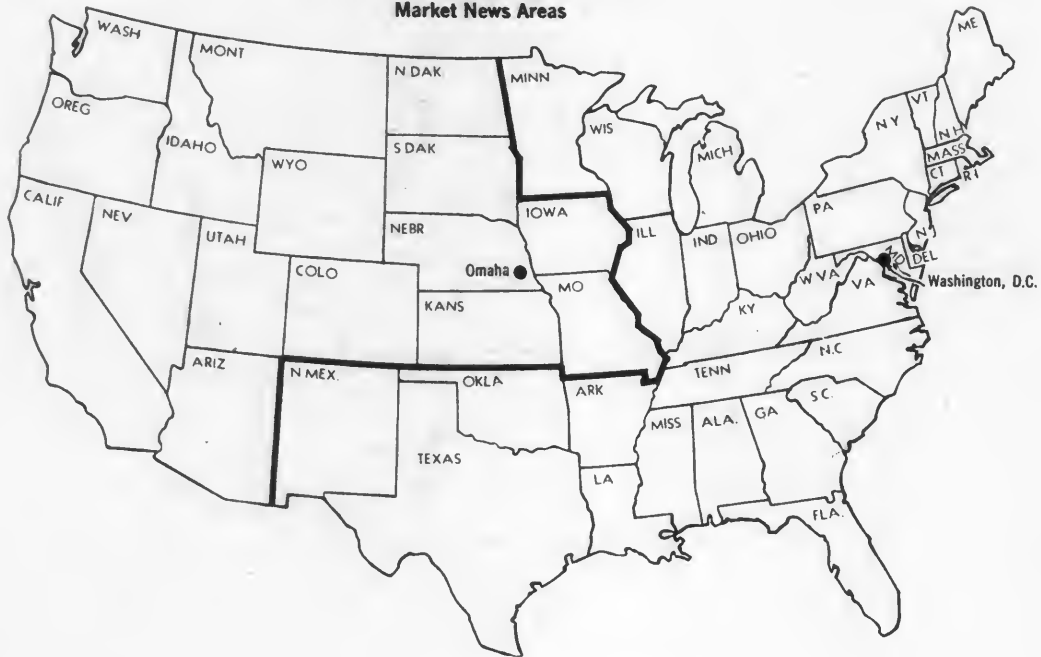 Market News Areas
WASH
MONT
N DAK
MINN
ME
OREG
IDAHO
S DAK
WIS
MICH
VT
N Y
N H
MASS
CT
R I
WYO
CALIF
NEV
UTAH
NEBR
IOWA
ILL
IND
OHIO
PA
N J
COLO
Omaha
MO
W VA
VA
MD
DEL
Washington, D.C.
KANS
KY
ARIZ
N MEX.
OKLA
ARK
TENN
N.C
S C.
MISS
ALA.
GA
TEXAS
LA
FLA.